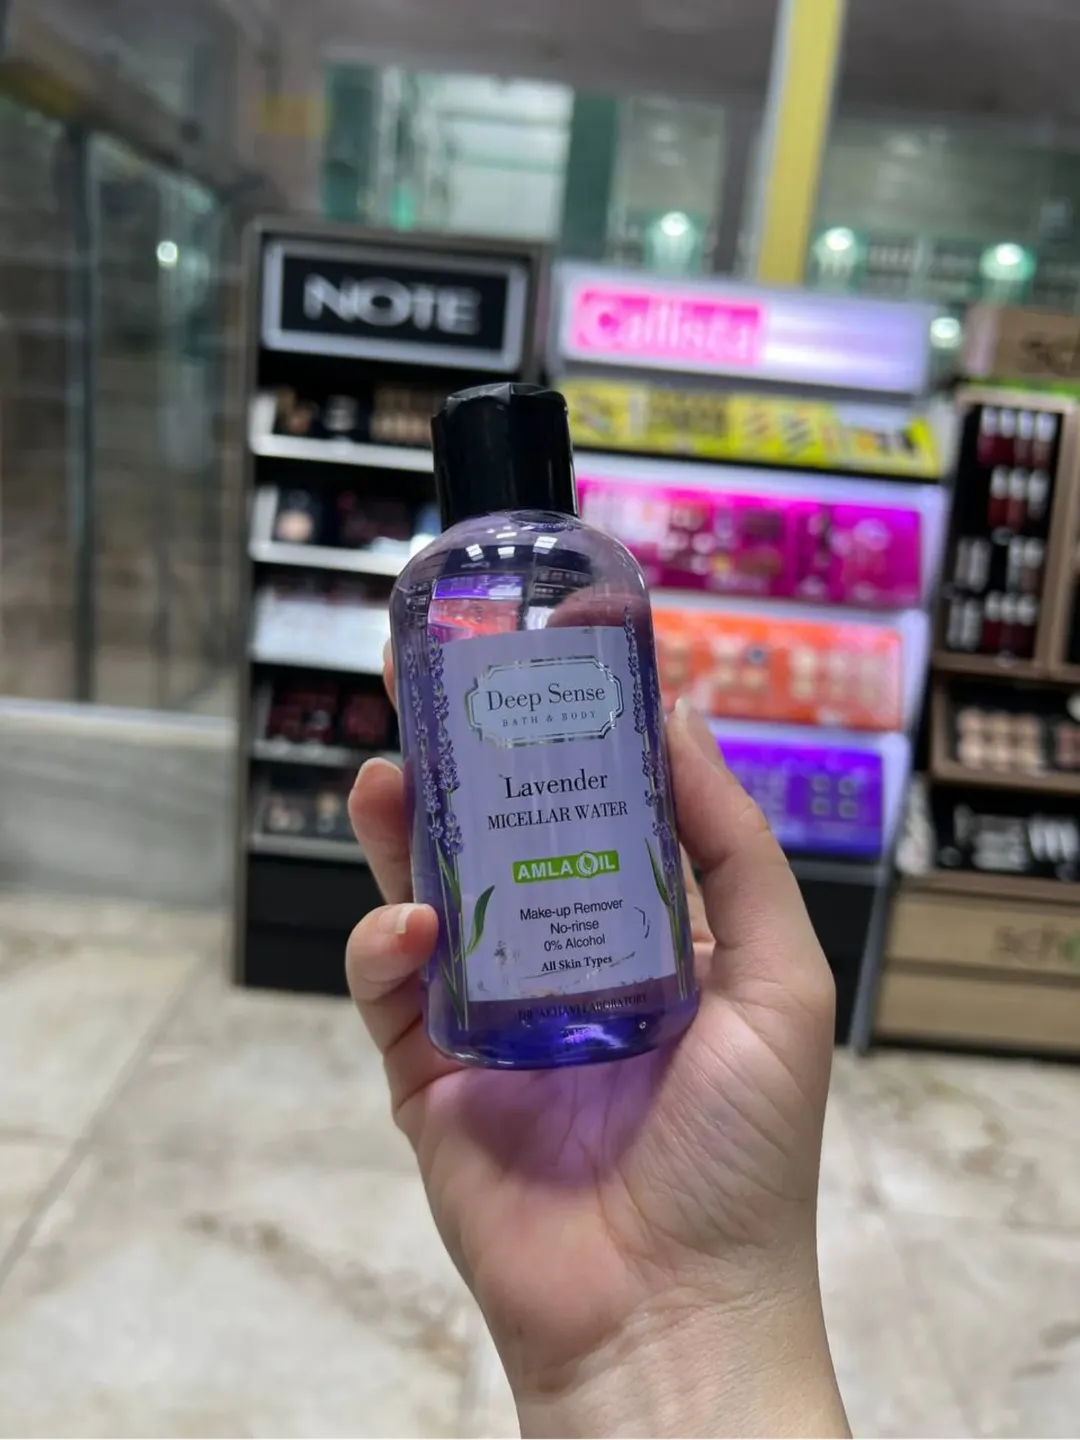 NOTE
Callista
Deep Sense
BATH & BODY
Lavender
MICELLAR WATER
AMLA OIL
Make-up Remover
No-rinse
0% Alcohol
All Skin Types